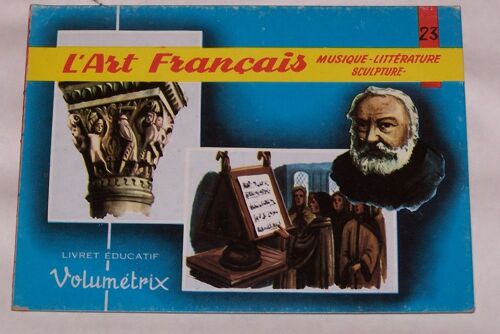 23
L'Art Français MUSIQUE-LITTÉRATURE
SCULPTURE-
LIVRET ÉDUCATIF
Volumétrix